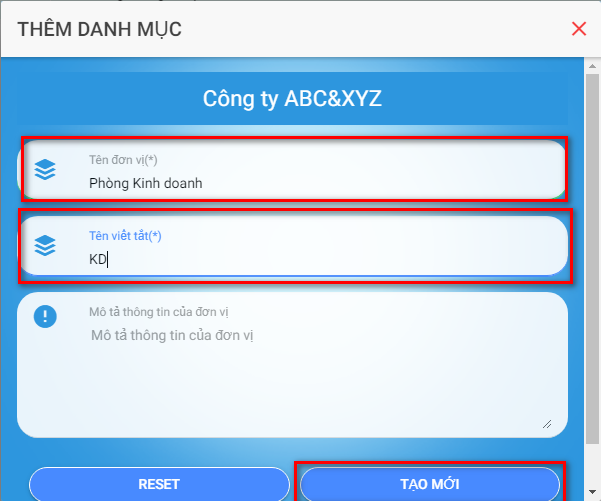 THÊM DANH MỤC
Công ty ABC&XYZ
Tên đơn vị(*)
Phòng Kinh doanh
Tên viết tắt(*)
KD
Mô tả thông tin của đơn vị
Mô tả thông tin của đơn vị
RESET
TẠO MỚI